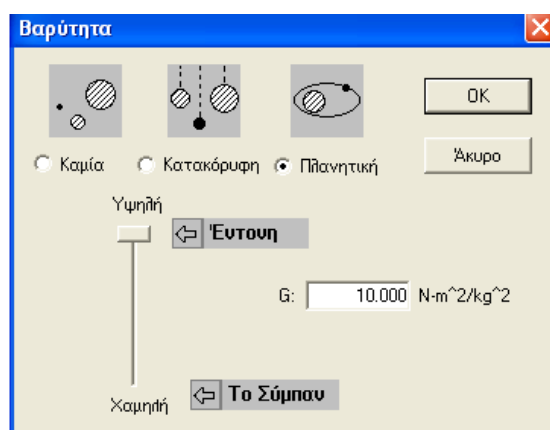 Βαρύτητα
OK
Άκυρο
Καμία Κατακόρυφη Πλανητική
Υψηλή
Έντονη
G: 10.000 N-m^2/kg^2
Το Σύμπαν
Χαμηλή